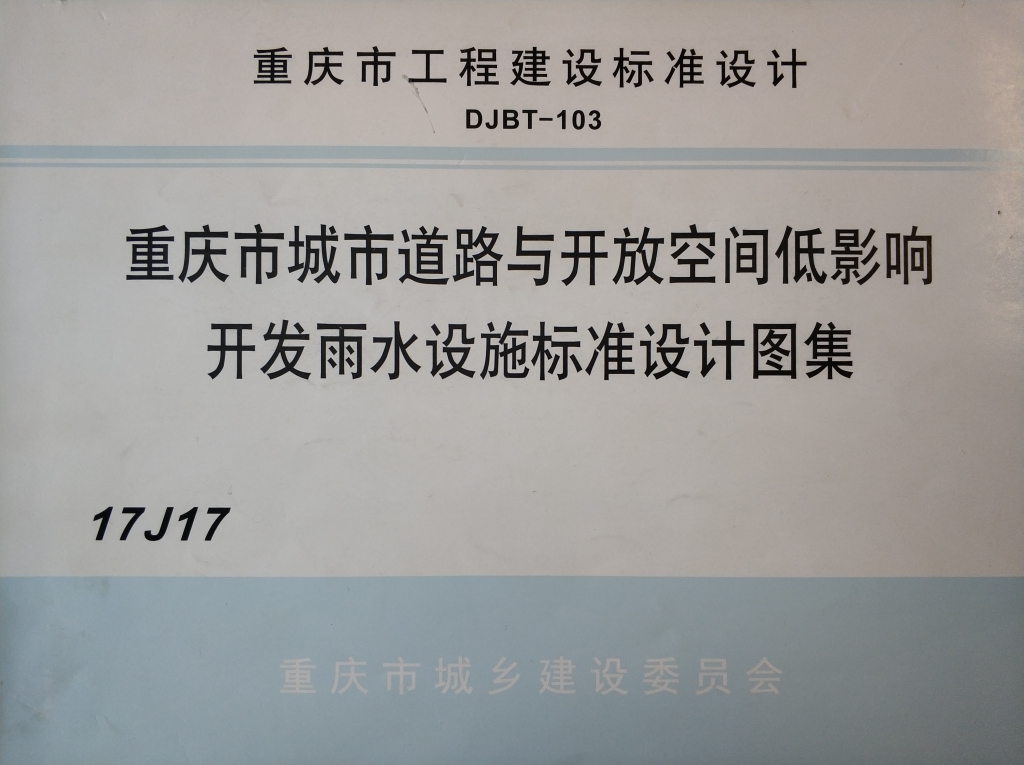 重庆市工程建设标准设计
DJBT-103
重庆市城市道路与开放空间低影响
开发雨水设施标准设计图集
17J17
重庆市城乡建设委员会